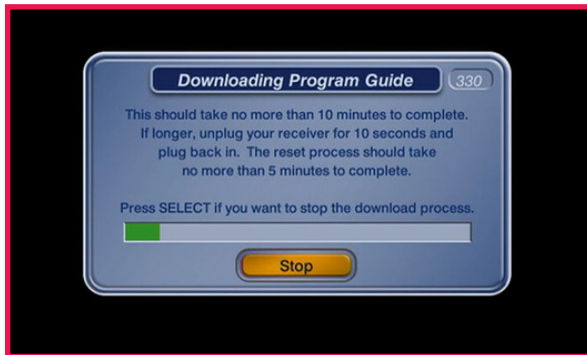 Downloading Program Guide 330
This should take no more than 10 minutes to complete.
If longer, unplug your receiver for 10 seconds and
plug back in. The reset process should take
no more than 5 minutes to complete.
Press SELECT if you want to stop the download process.
Stop